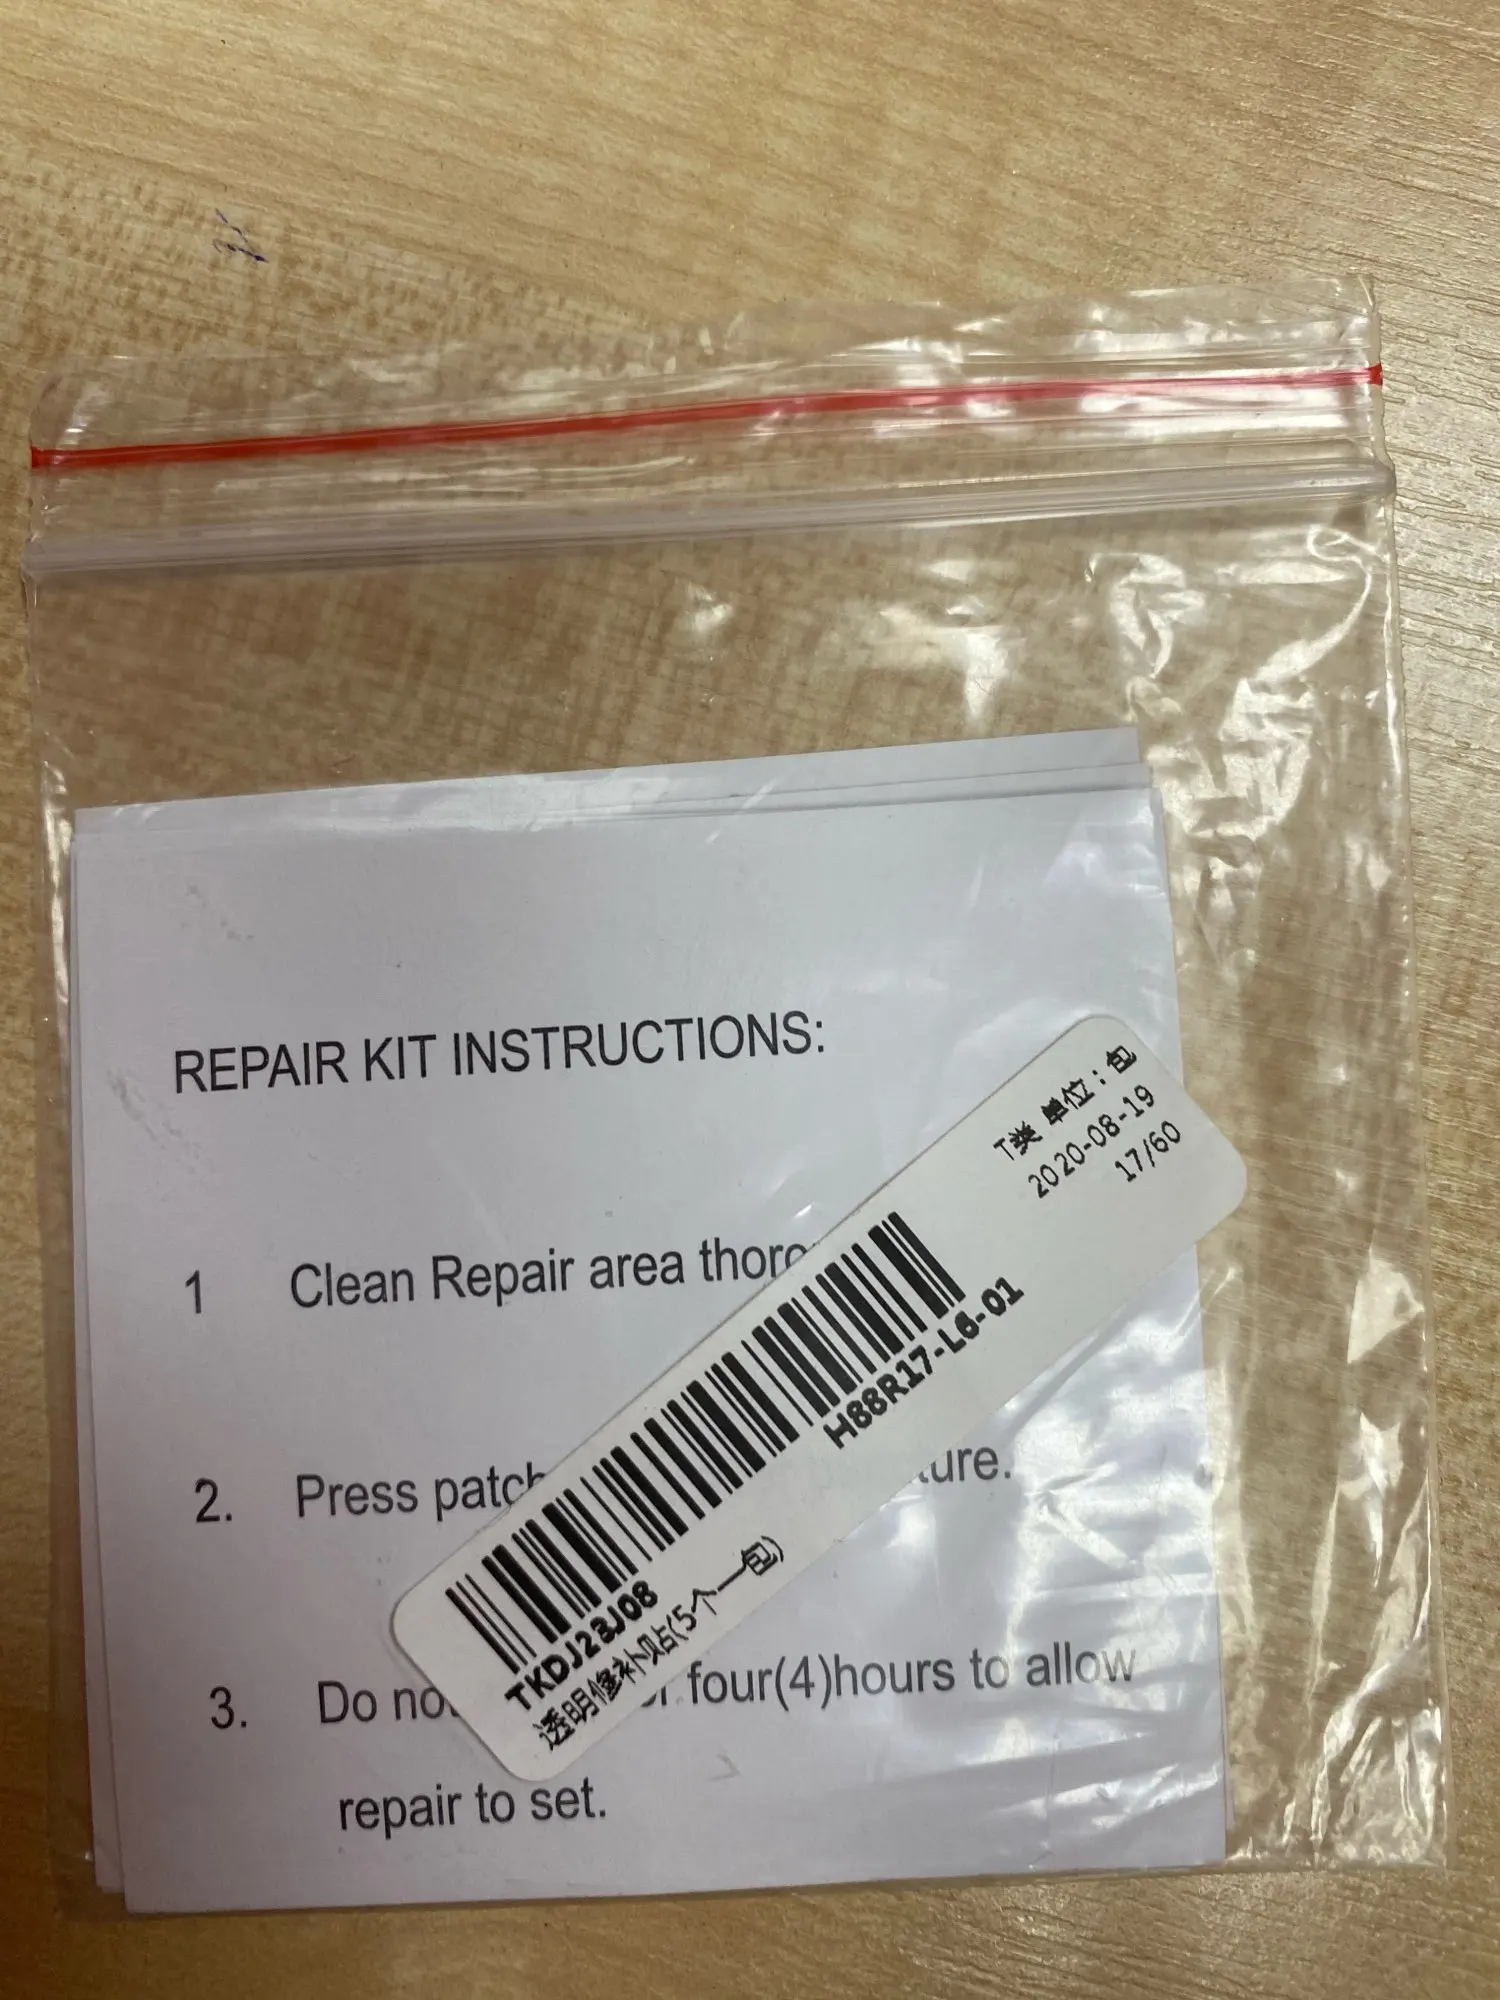 REPAIR KIT INSTRUCTIONS:
1 Clean Repair area thoro
2. Press patch ture.
3. Do no four(4)hours to allow
repair to set.
T类 单位:包
2020-08-19
17/60
H88R17-L6-01
TKDJ23J08
透明修补贴(5个一包)